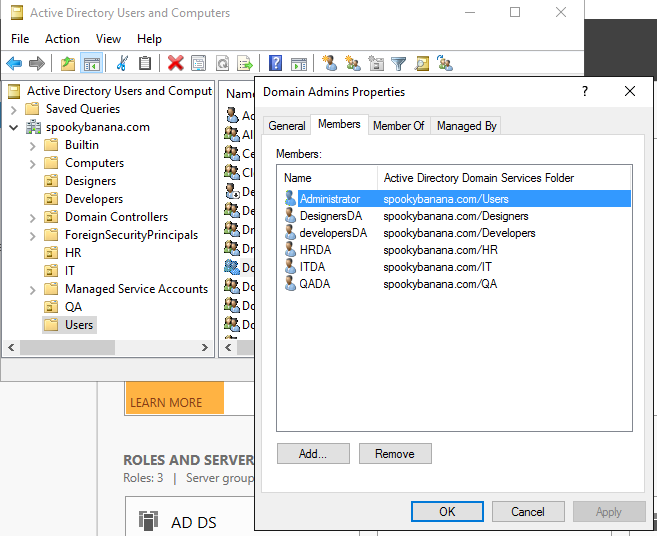 Active Directory Users and Computers
File Action View Help
Active Directory Users and Comput
Saved Queries
spookybanana.com
Builtin
Computers
Designers
Developers
Domain Controllers
ForeignSecurityPrincipals
HR
IT
Managed Service Accounts
QA
Users
Name
Ad
All
Ce
Clo
De
De
Dn
Dn
Do
Do
Do
Do
Domain Admins Properties
General Members Member Of Managed By
Members:
Name Active Directory Domain Services Folder
Administrator spookybanana.com/Users
DesignersDA spookybanana.com/Designers
developersDA spookybanana.com/Developers
HRDA spookybanana.com/HR
ITDA spookybanana.com/IT
QADA spookybanana.com/QA
Add... Remove
OK Cancel Apply
LEARN MORE
ROLES AND SERVER
Roles: 3 | Server group
AD DS